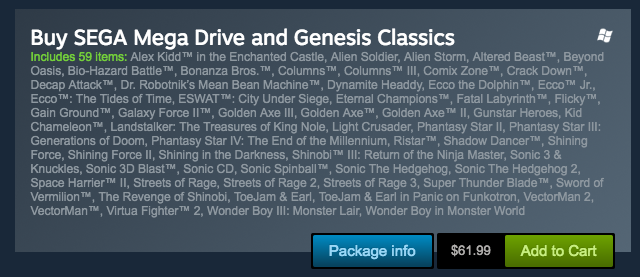 Buy SEGA Mega Drive and Genesis Classics
Includes 59 items: Alex Kidd™ in the Enchanted Castle, Alien Soldier, Alien Storm, Altered Beast™, Beyond
Oasis, Bio-Hazard Battle™, Bonanza Bros.™, Columns™, Columns™ III, Comix Zone™, Crack Down™,
Decap Attack™, Dr. Robotnik's Mean Bean Machine™, Dynamite Headdy, Ecco the Dolphin™, Ecco™ Jr.,
Ecco™: The Tides of Time, ESWAT™: City Under Siege, Eternal Champions™, Fatal Labyrinth™, Flicky™,
Gain Ground™, Galaxy Force II™, Golden Axe III, Golden Axe™, Golden Axe™ II, Gunstar Heroes, Kid
Chameleon™, Landstalker: The Treasures of King Nole, Light Crusader, Phantasy Star II, Phantasy Star III:
Generations of Doom, Phantasy Star IV: The End of the Millennium, Ristar™, Shadow Dancer™, Shining
Force, Shining Force II, Shining in the Darkness, Shinobi™ III: Return of the Ninja Master, Sonic 3 &
Knuckles, Sonic 3D Blast™, Sonic CD, Sonic Spinball™, Sonic The Hedgehog, Sonic The Hedgehog 2,
Space Harrier™ II, Streets of Rage, Streets of Rage 2, Streets of Rage 3, Super Thunder Blade™, Sword of
Vermilion™, The Revenge of Shinobi, ToeJam & Earl, ToeJam & Earl in Panic on Funkotron, VectorMan 2,
VectorMan™, Virtua Fighter™ 2, Wonder Boy III: Monster Lair, Wonder Boy in Monster World
Package info $61.99 Add to Cart